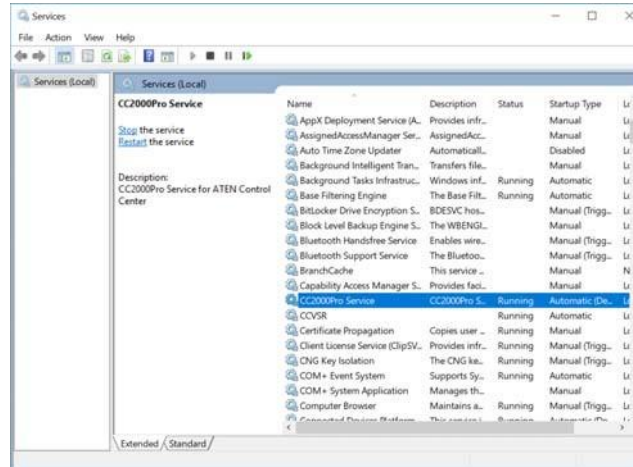 Services
File Action View Help
Services (Local)
Services (Local)
CC2000Pro Service
Stop the service
Restart the service
Description:
CC2000Pro Service for ATEN Control
Center
Name Description Status Startup Type
AppX Deployment Service (A... Provides infr... Manual
AssignedAccessManager Ser... AssignedAcc... Manual
Auto Time Zone Updater Automaticall... Disabled
Background Intelligent Tran... Transfers file... Manual
Background Tasks Infrastruc... Windows inf... Running Automatic
Base Filtering Engine The Base Filt... Running Automatic
BitLocker Drive Encryption S... BDESVC hos... Manual (Trigg...
Block Level Backup Engine S... The WBENGI... Manual
Bluetooth Handsfree Service Enables wire... Manual (Trigg...
Bluetooth Support Service The Bluetoo... Manual (Trigg...
BranchCache This service ... Manual N
Capability Access Manager S... Provides faci... Manual
CC2000Pro Service CC2000Pro S... Running Automatic (De...
CCVSR Running Automatic
Certificate Propagation Copies user ... Running Manual
Client License Service (ClipSV... Provides infr... Running Manual (Trigg...
CNG Key Isolation The CNG ke... Running Manual (Trigg...
COM+ Event System Supports Sy... Running Automatic
COM+ System Application Manages th... Manual
Computer Browser Maintains a... Running Manual (Trigg...
Extended Standard